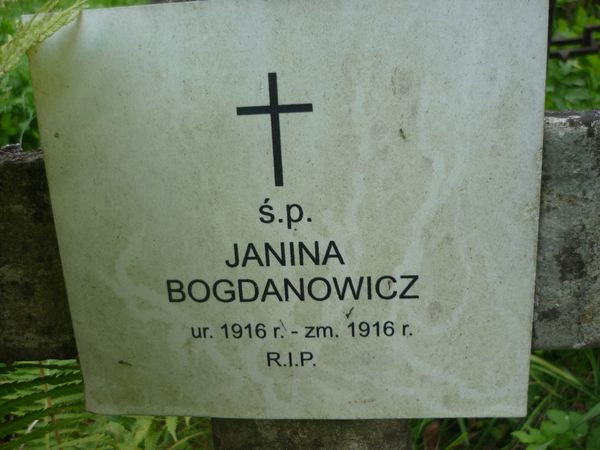 ś.p.
JANINA
BOGDANOWICZ
ur. 1916 r. - zm. 1916 r.
R.I.P.